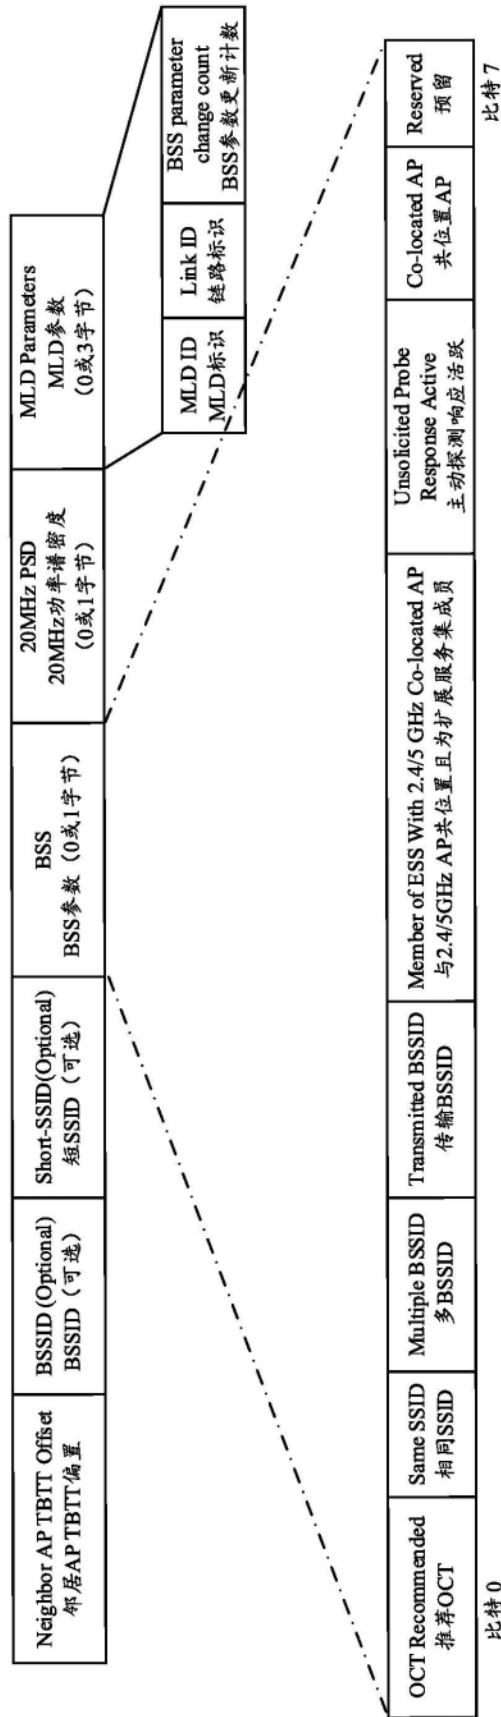 Neighbor AP TBTT Offset
邻居AP TBTT偏置
BSSID (Optional)
BSSID（可选）
Short-SSID(Optional)
短SSID（可选）
BSS
BSS参数（0或1字节）
20MHz PSD
20MHz功率谱密度
（0或1字节）
MLD Parameters
MLD参数
（0或3字节）
MLD ID
MLD标识
Link ID
链路标识
BSS parameter
change count
BSS参数更新计数
OCT Recommended
推荐OCT
Same SSID
相同SSID
Multiple BSSID
多BSSID
Transmitted BSSID
传输BSSID
Member of ESS With 2.4/5 GHz Co-located AP
与2.4/5GHz AP共位置且为扩展服务集成员
Unsolicited Probe
Response Active
主动探测响应活跃
Co-located AP
共位置AP
Reserved
预留
比特0
比特7